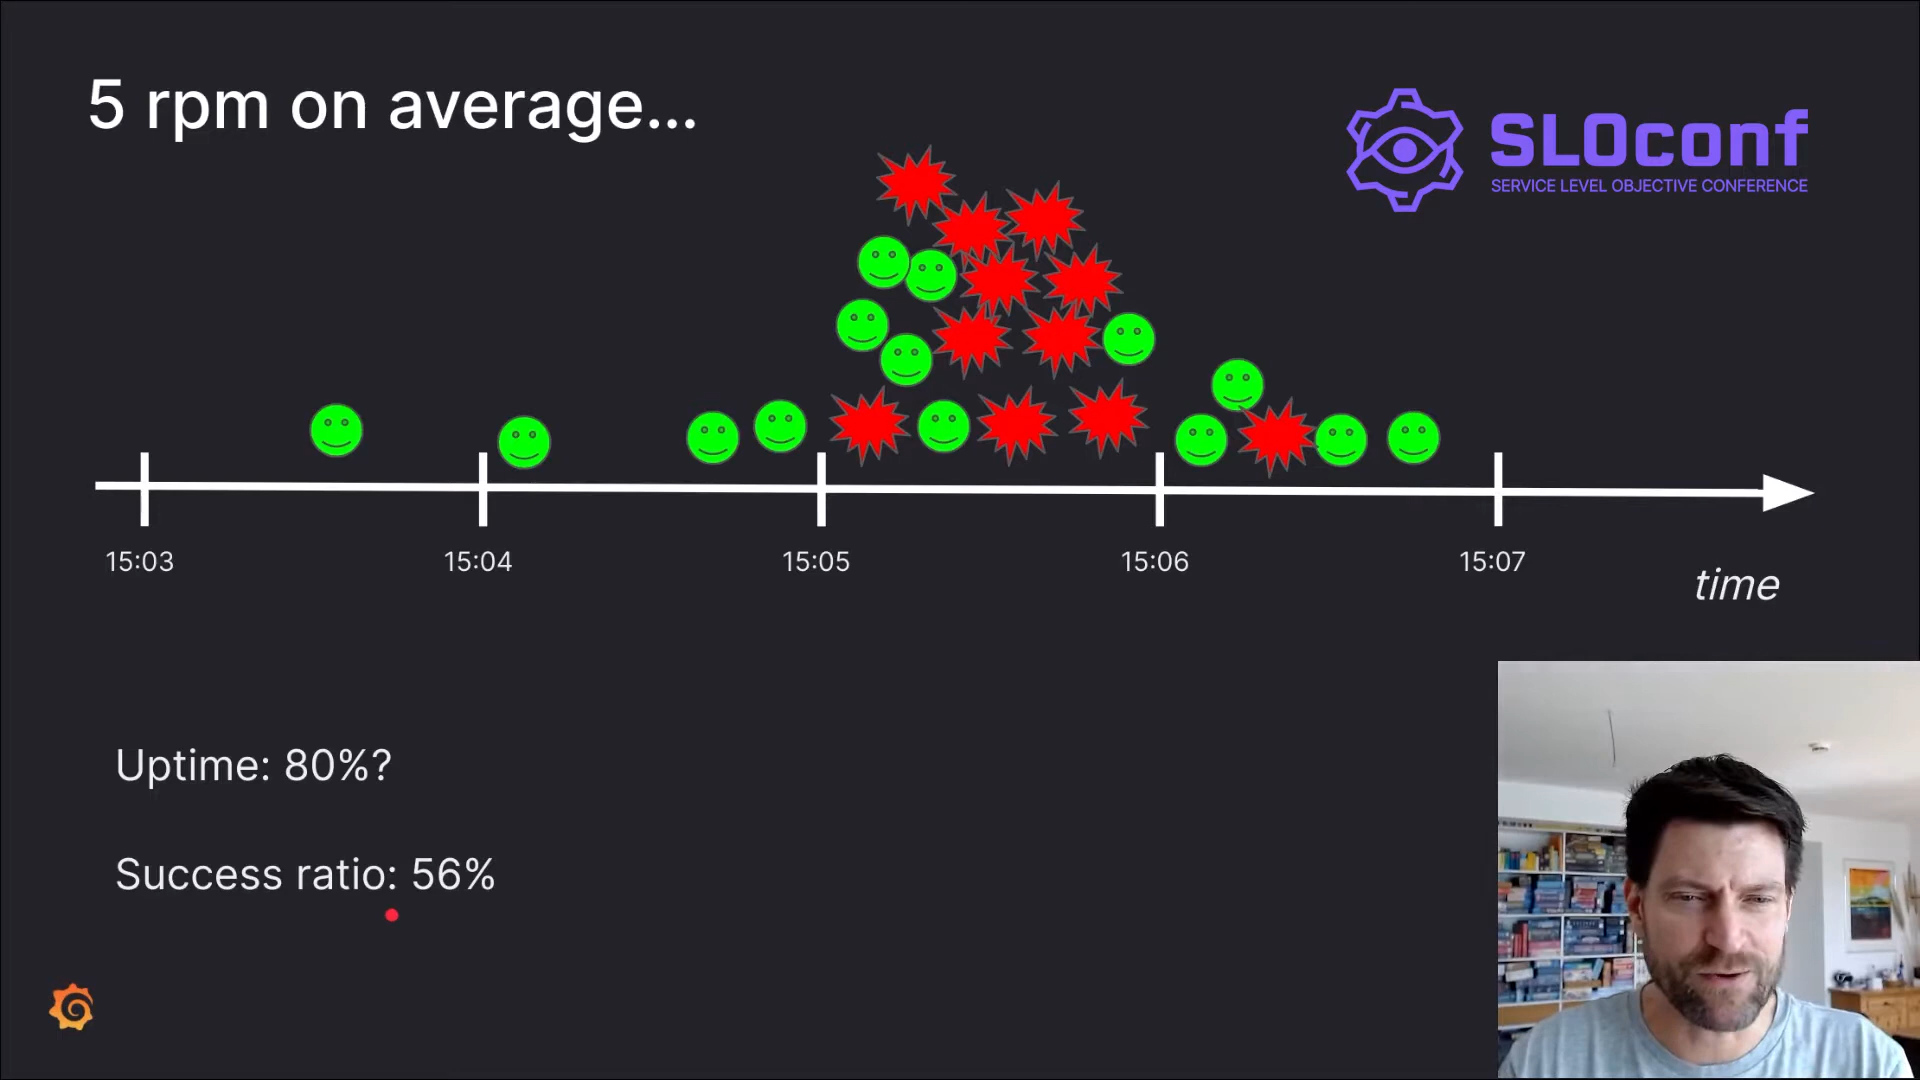 5 rpm on average...
SLOconf
SERVICE LEVEL OBJECTIVE CONFERENCE
15:03
15:04
15:05
15:06
15:07
time
Uptime: 80%?
Success ratio: 56%